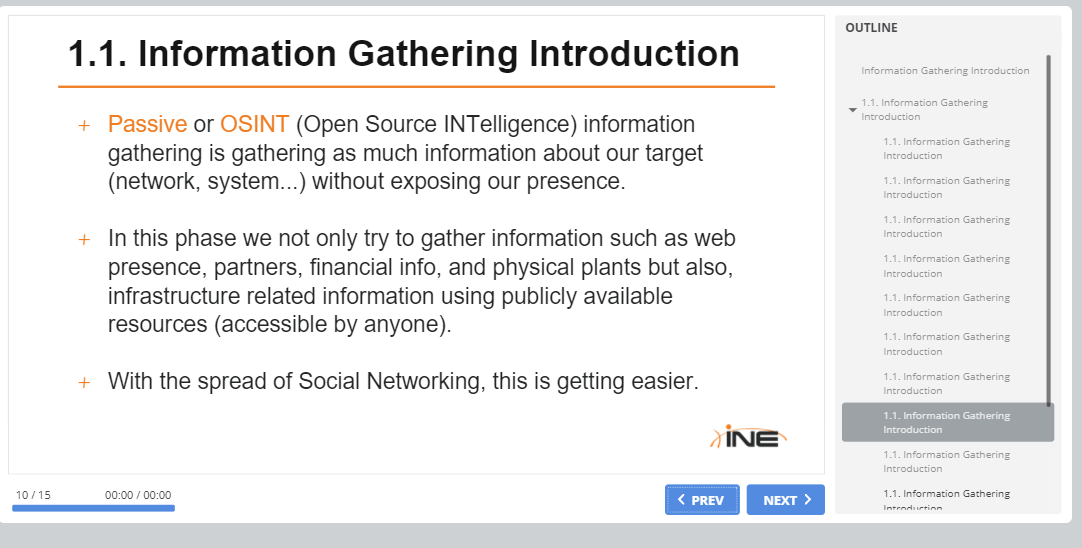 1.1. Information Gathering Introduction
+ Passive or OSINT (Open Source INTelligence) information
gathering is gathering as much information about our target
(network, system...) without exposing our presence.
+ In this phase we not only try to gather information such as web
presence, partners, financial info, and physical plants but also,
infrastructure related information using publicly available
resources (accessible by anyone).
+ With the spread of Social Networking, this is getting easier.
iNE
10 / 15
00:00 / 00:00
PREV
NEXT
OUTLINE
Information Gathering Introduction
1.1. Information Gathering
Introduction
1.1. Information Gathering
Introduction
1.1. Information Gathering
Introduction
1.1. Information Gathering
Introduction
1.1. Information Gathering
Introduction
1.1. Information Gathering
Introduction
1.1. Information Gathering
Introduction
1.1. Information Gathering
Introduction
1.1. Information Gathering
Introduction
1.1. Information Gathering
Introduction
1.1. Information Gathering
Introduction